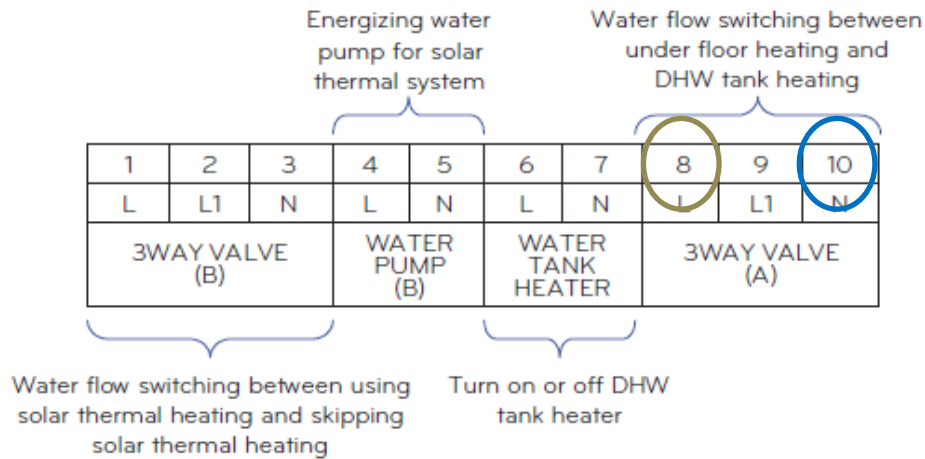 Energizing water
pump for solar
thermal system
Water flow switching between
under floor heating and
DHW tank heating
1 2 3 4 5 6 7 8 9 10
L L1 N L N L N L L1 N
3WAY VALVE
(B)
WATER
PUMP
(B)
WATER
TANK
HEATER
3WAY VALVE
(A)
Water flow switching between using
solar thermal heating and skipping
solar thermal heating
Turn on or off DHW
tank heater